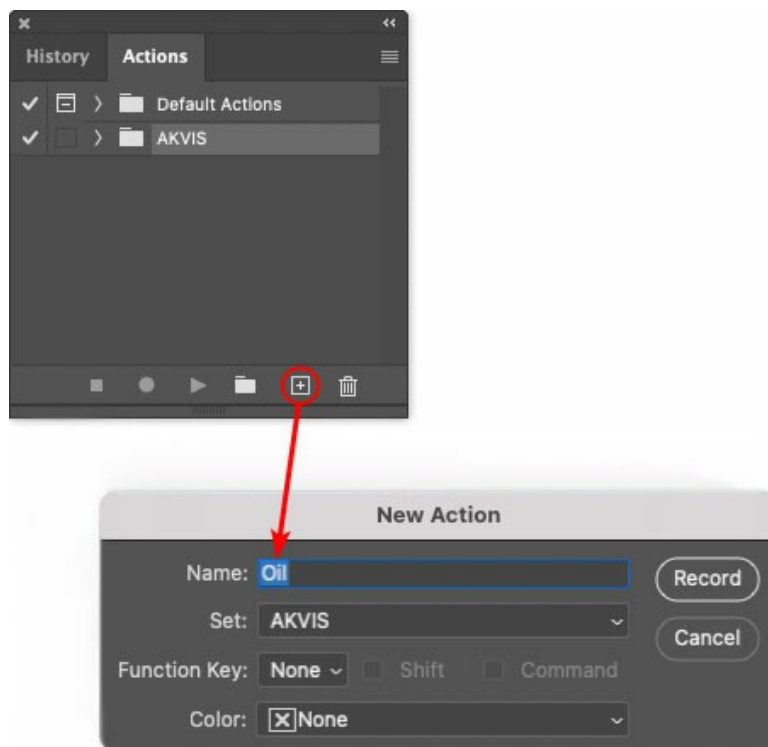 History Actions
Default Actions
AKVIS
New Action
Name: Oil
Record
Set: AKVIS
Cancel
Function Key: None Shift Command
Color: None